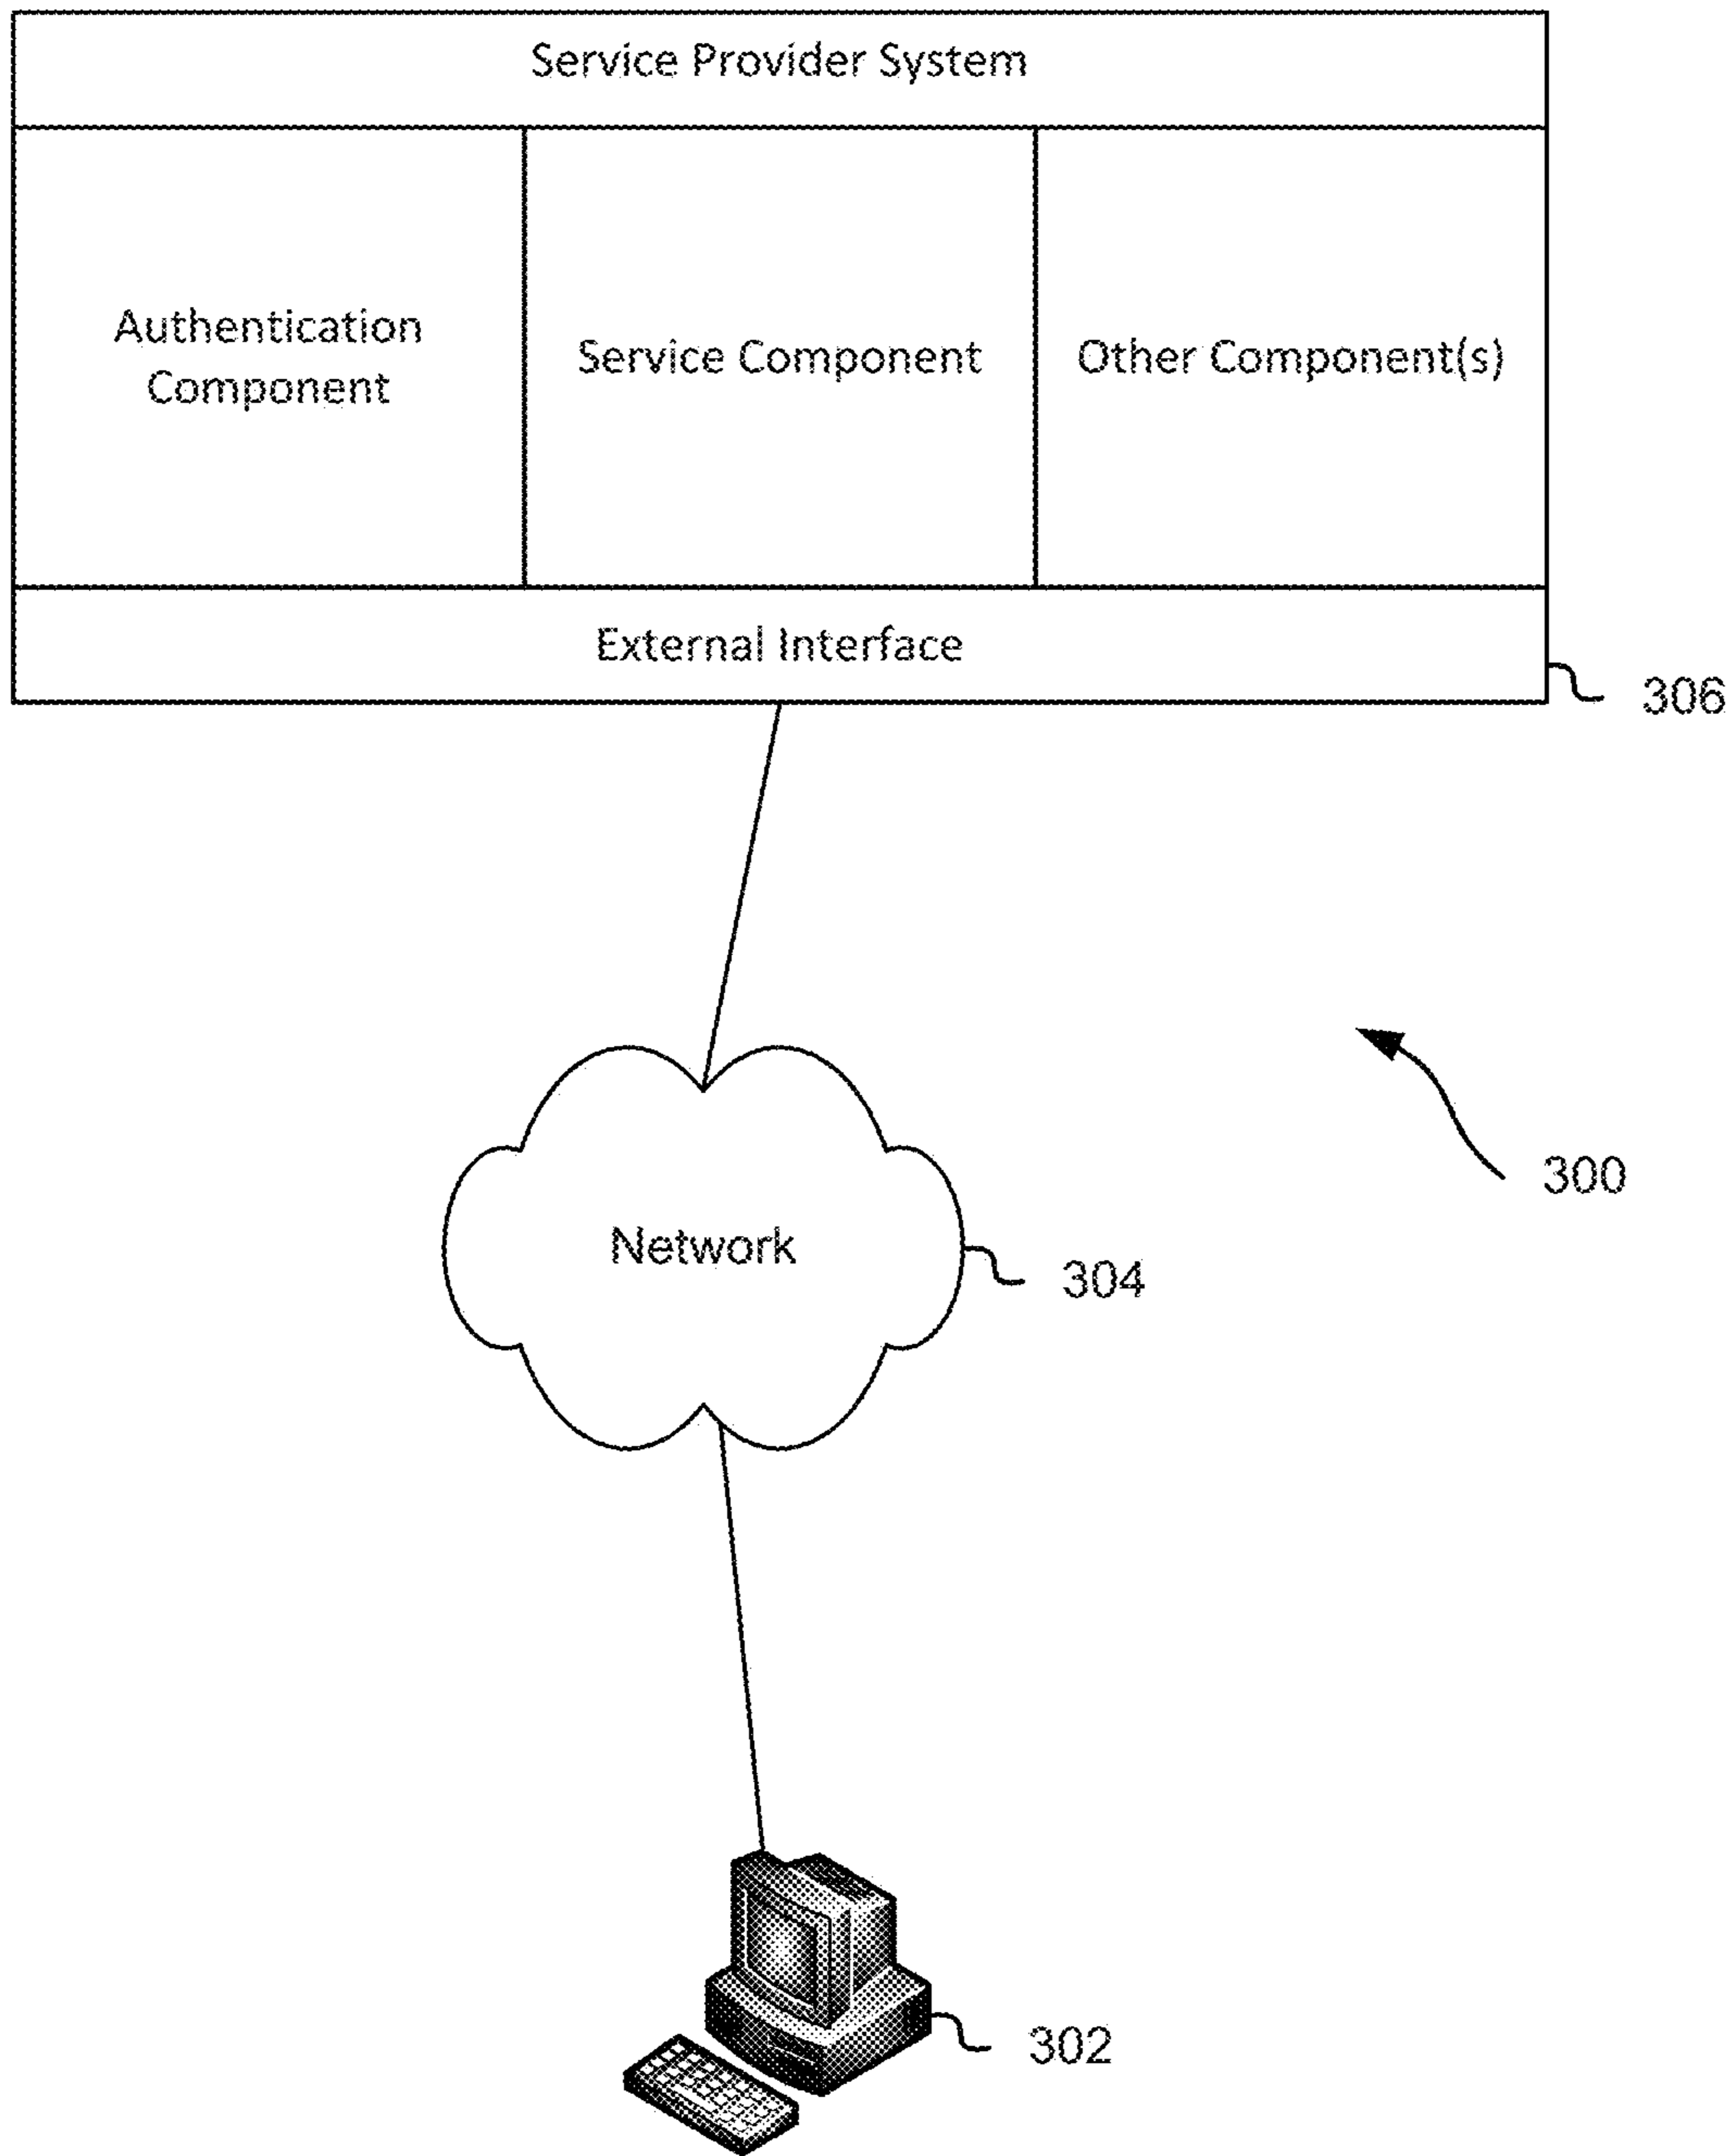 Service Provider System
Authentication
Component
Service Component
Other Component(s)
External Interface
306
300
Network
304
302